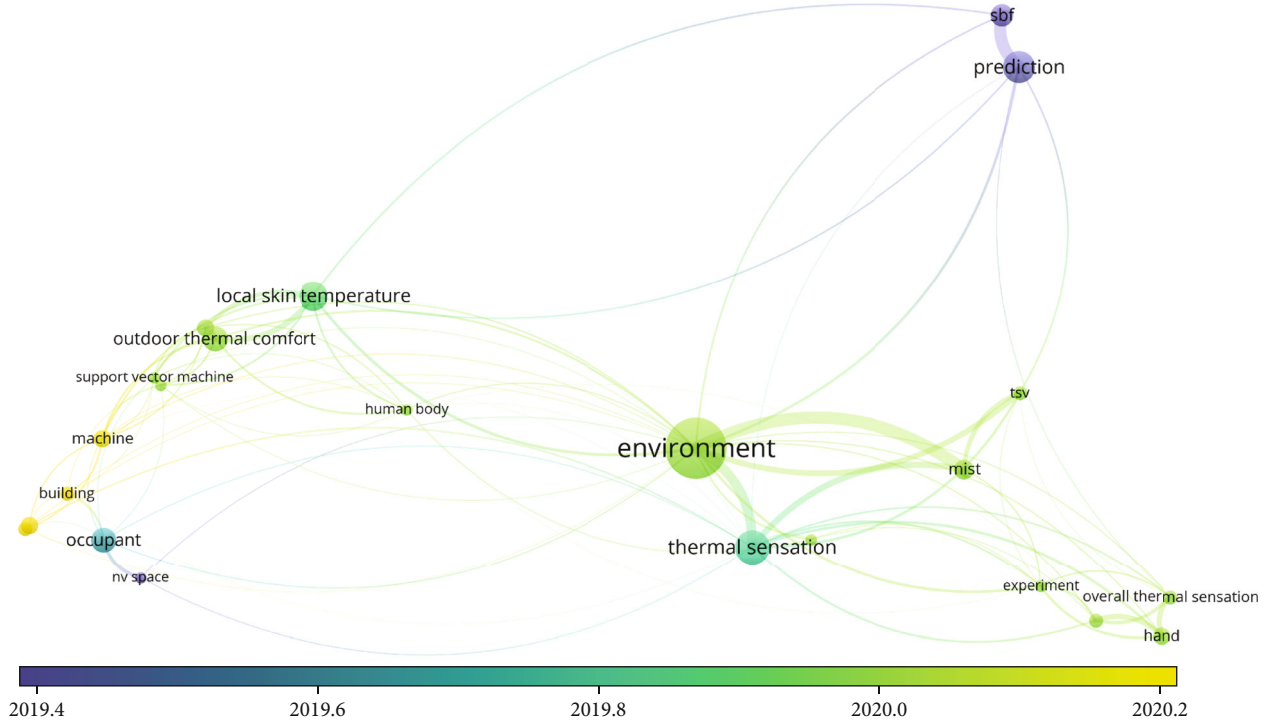 sbf
prediction
local skin temperature
outdoor thermal comfort
support vector machine
tsv
human body
machine
environment
mist
building
occupant
thermal sensation
nv space
experiment
overall thermal sensation
hand
2019.4 2019.6 2019.8 2020.0 2020.2